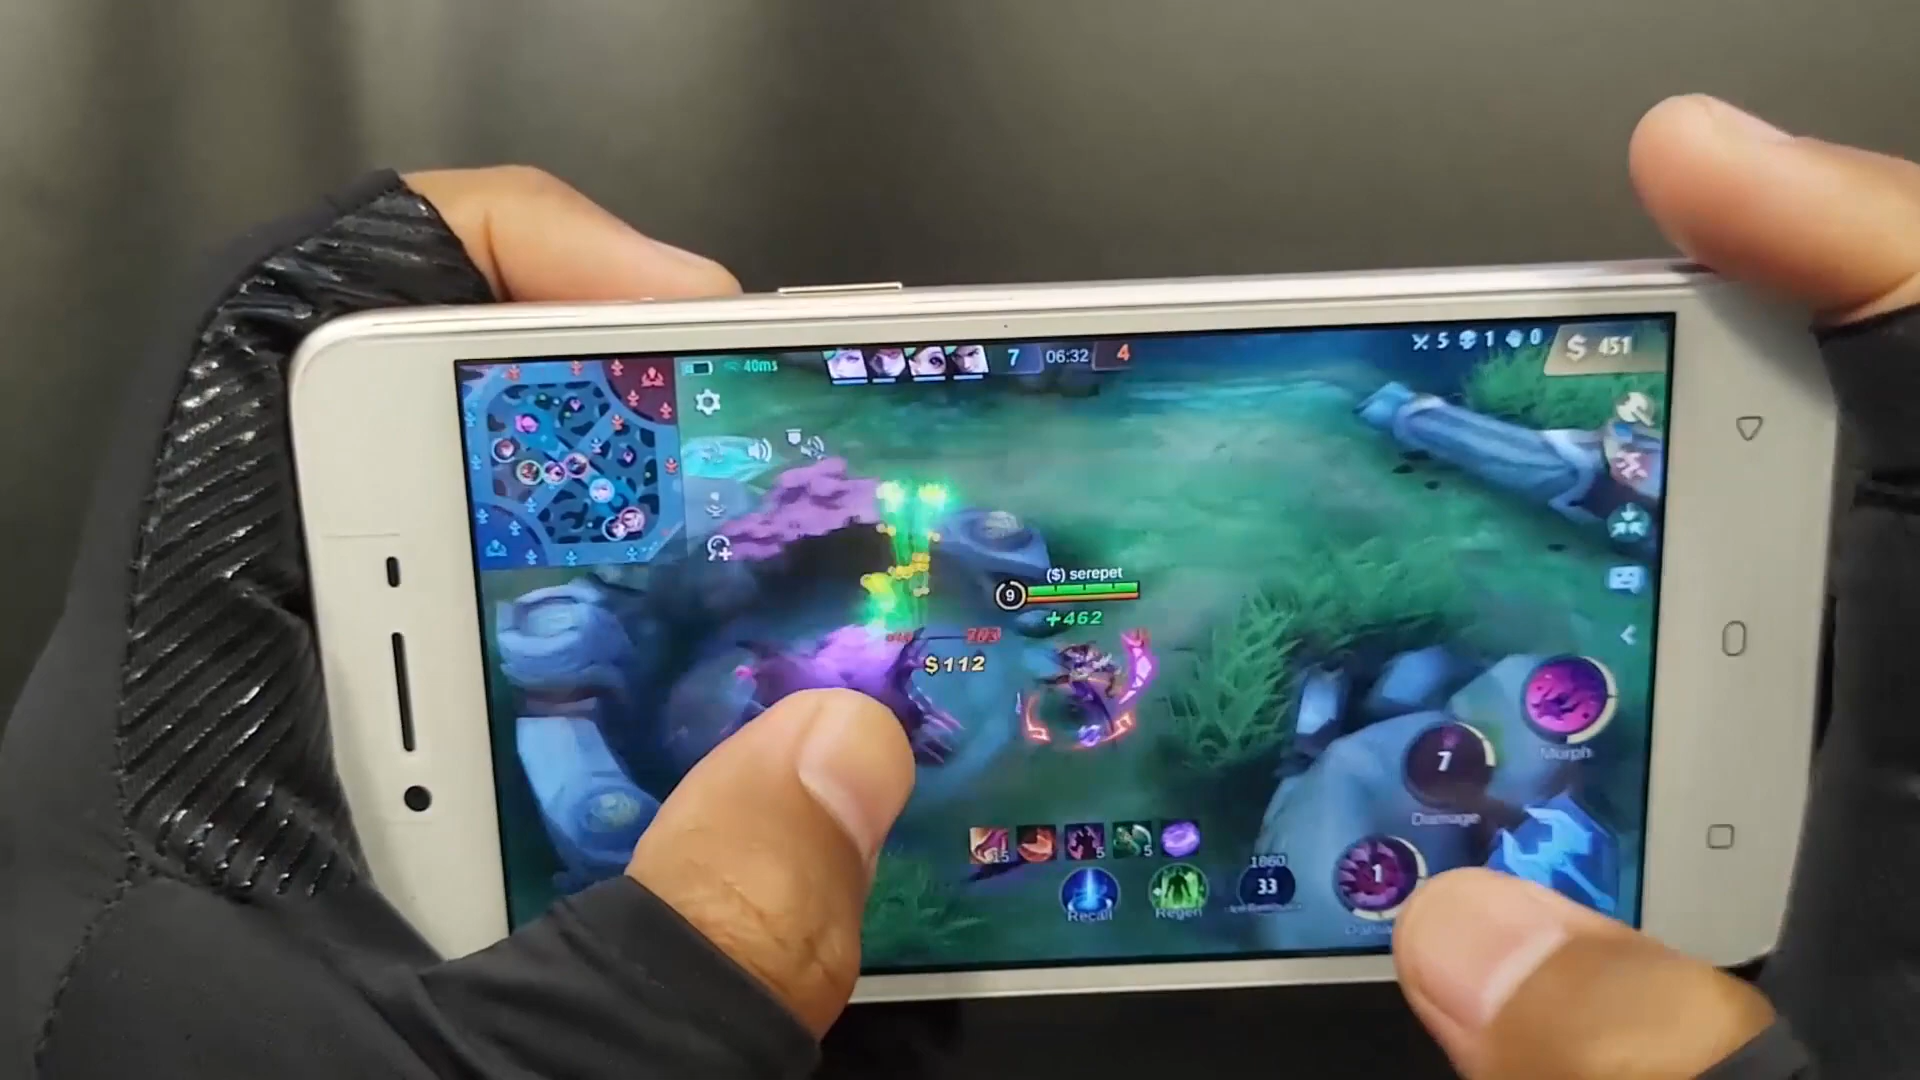 40ms
7 06:32 4
5 1 0
$ 451
($) serepet
9
+462
703
$112
Morph
7
Damage
15 5 5
1860
33
1
Recall
Regen